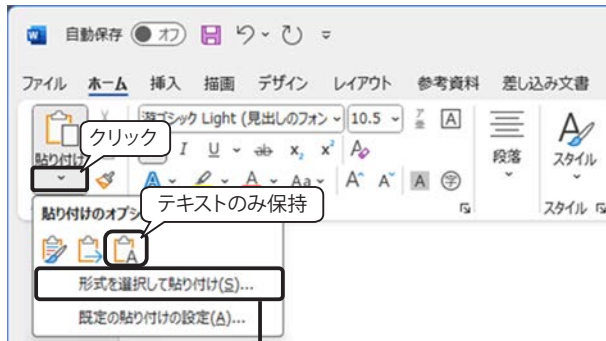 自動保存 オフ
ファイル ホーム 挿入 描画 デザイン レイアウト 参考資料 差し込み文書
游ゴシック Light (見出しのフォン 10.5
クリック
貼り付け
I U ab x₂ x² A
段落 スタイル
A A Aa A A A 字
テキストのみ保持
スタイル
貼り付けのオプシ
形式を選択して貼り付け(S)...
既定の貼り付けの設定(A)...